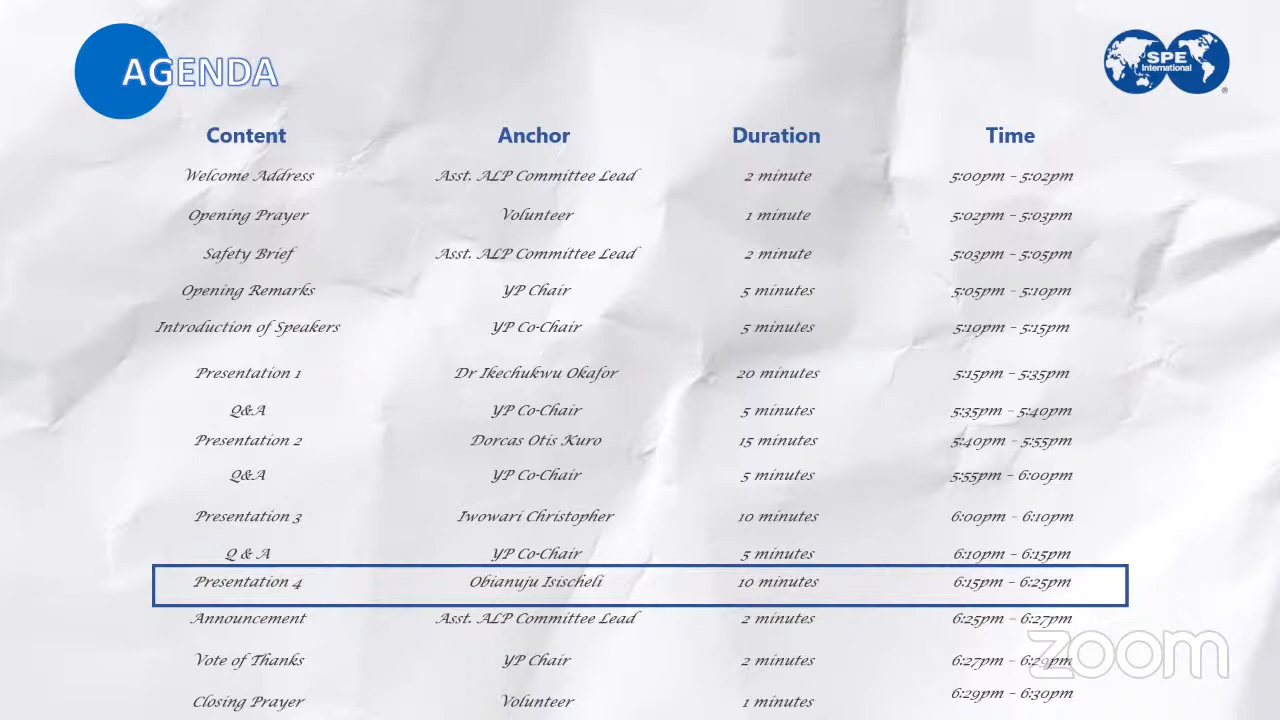 AGENDA
SPE
International
®
Content Anchor Duration Time
Welcome Address Asst. ALP Committee Lead 2 minute 5:00pm – 5:02pm
Opening Prayer Volunteer 1 minute 5:02pm – 5:03pm
Safety Brief Asst. ALP Committee Lead 2 minute 5:03pm – 5:05pm
Opening Remarks YP Chair 5 minutes 5:05pm – 5:10pm
Introduction of Speakers YP Co-Chair 5 minutes 5:10pm – 5:15pm
Presentation 1 Dr Ikechukwu Okafor 20 minutes 5:15pm – 5:35pm
Q&A YP Co-Chair 5 minutes 5:35pm – 5:40pm
Presentation 2 Dorcas Otis Kuro 15 minutes 5:40pm – 5:55pm
Q&A YP Co-Chair 5 minutes 5:55pm – 6:00pm
Presentation 3 Iwowari Christopher 10 minutes 6:00pm – 6:10pm
Q & A YP Co-Chair 5 minutes 6:10pm – 6:15pm
Presentation 4 Obianuju Isischeli 10 minutes 6:15pm – 6:25pm
Announcement Asst. ALP Committee Lead 2 minutes 6:25pm – 6:27pm
Vote of Thanks YP Chair 2 minutes 6:27pm – 6:29pm
Closing Prayer Volunteer 1 minutes 6:29pm – 6:30pm
zoom